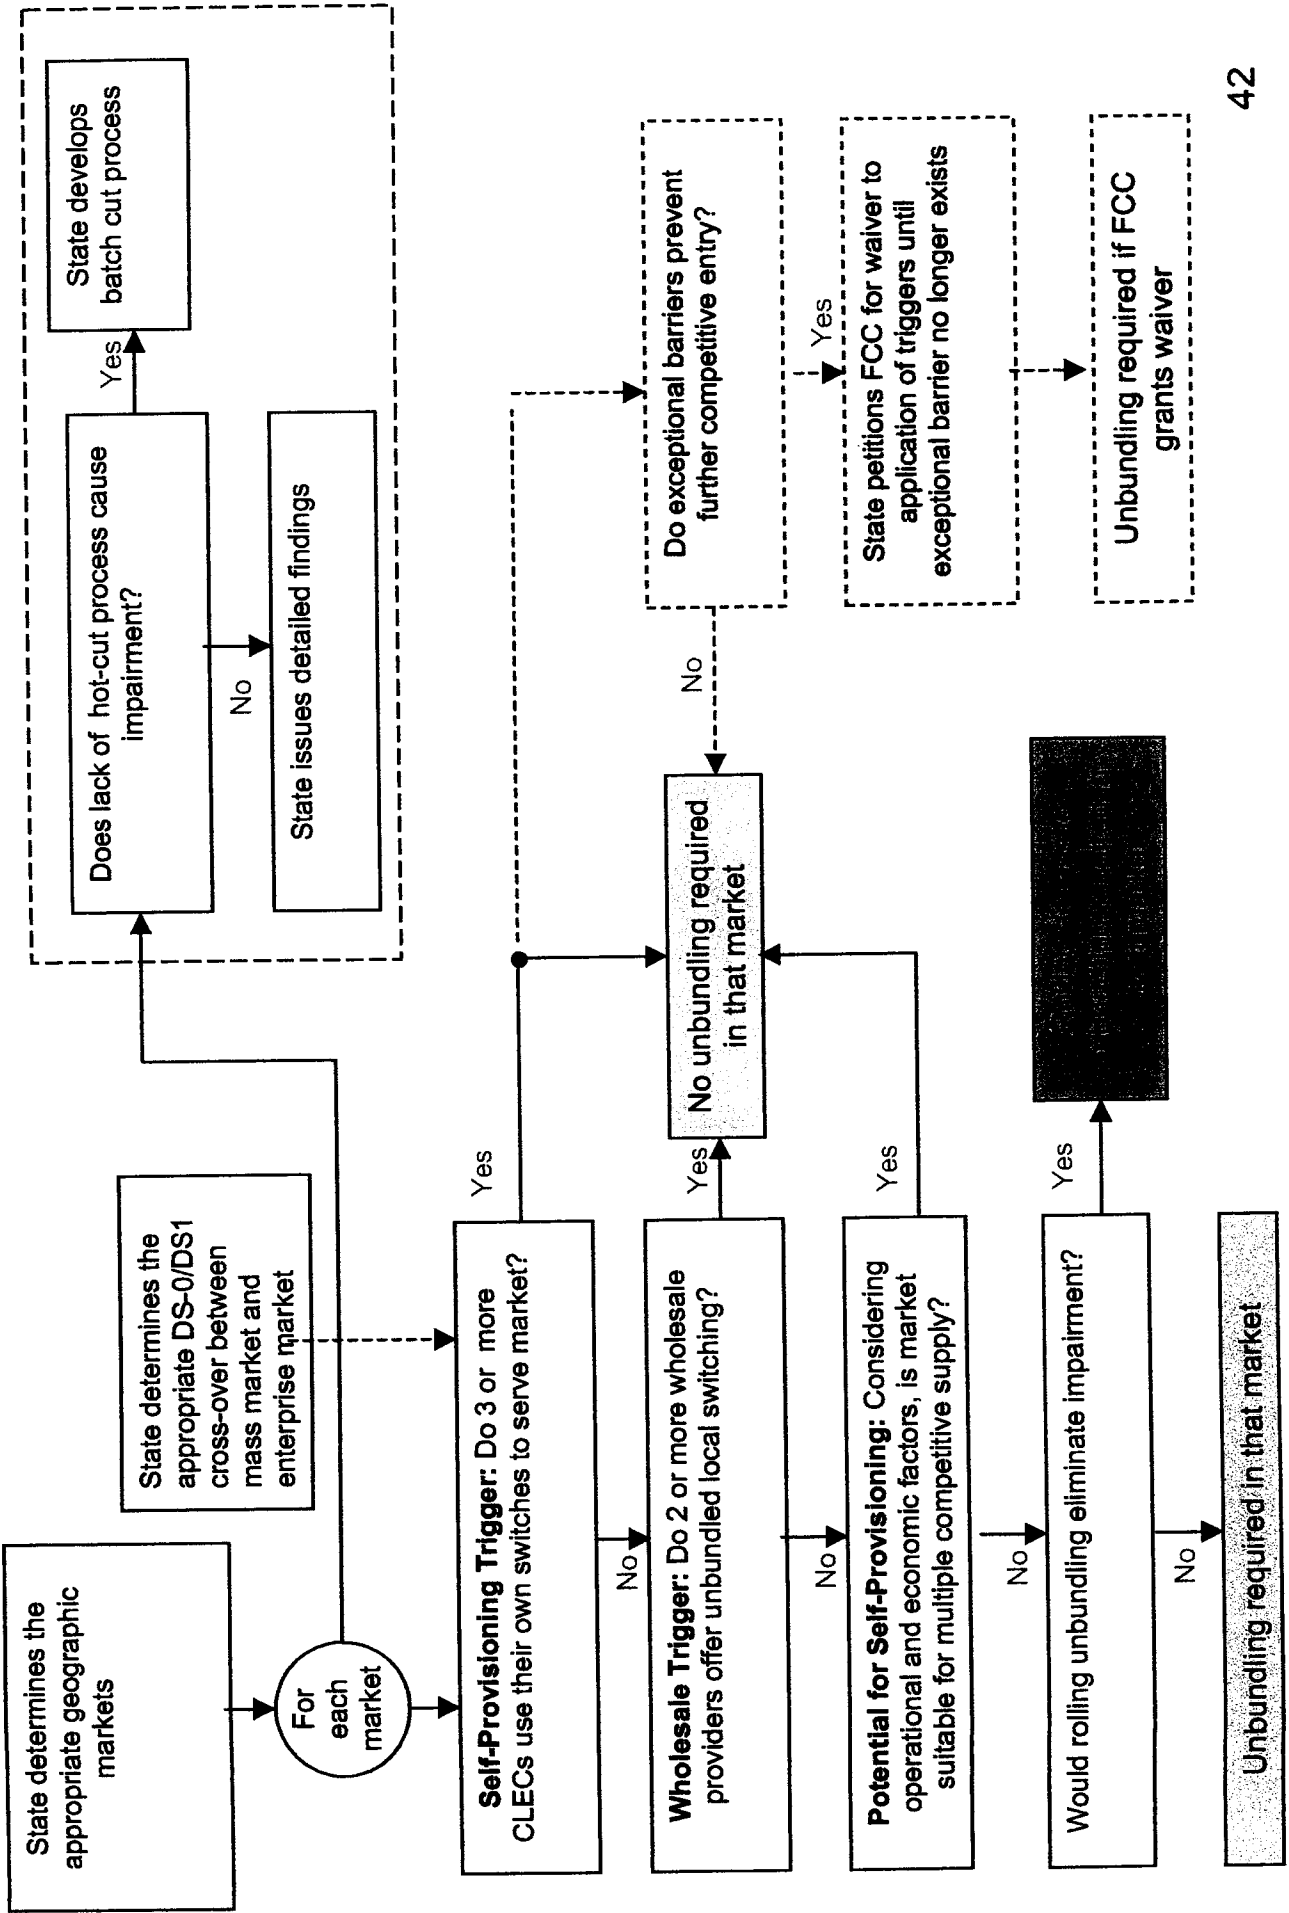 State determines the
appropriate geographic
markets
For
each
market
State determines the
appropriate DS-0/DS1
cross-over between
mass market and
enterprise market
Does lack of hot-cut process cause
impairment?
Yes
State develops
batch cut process
No
State issues detailed findings
Self-Provisioning Trigger: Do 3 or more
CLECs use their own switches to serve market?
Yes
No
Wholesale Trigger: Do 2 or more wholesale
providers offer unbundled local switching?
Yes
No
Potential for Self-Provisioning: Considering
operational and economic factors, is market
suitable for multiple competitive supply?
Yes
No
Would rolling unbundling eliminate impairment?
Yes
No
Unbundling required in that market
No unbundling required
in that market
No
Do exceptional barriers prevent
further competitive entry?
Yes
State petitions FCC for waiver to
application of triggers until
exceptional barrier no longer exists
Unbundling required if FCC
grants waiver
42